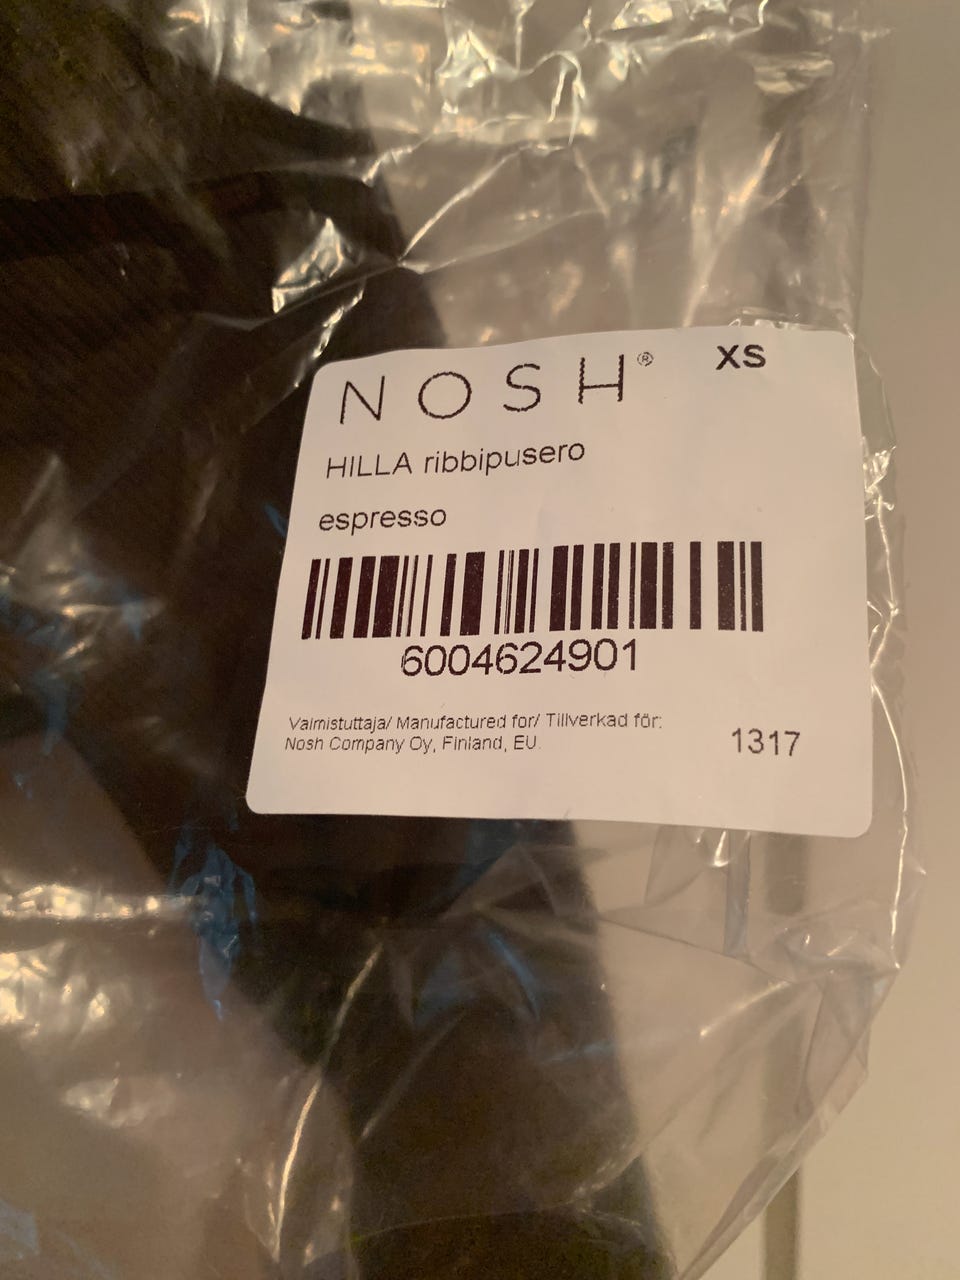 NOSH® XS
HILLA ribbipusero
espresso
6004624901
Valmistuttaja/ Manufactured for/ Tillverkad för:
Nosh Company Oy, Finland, EU.
1317